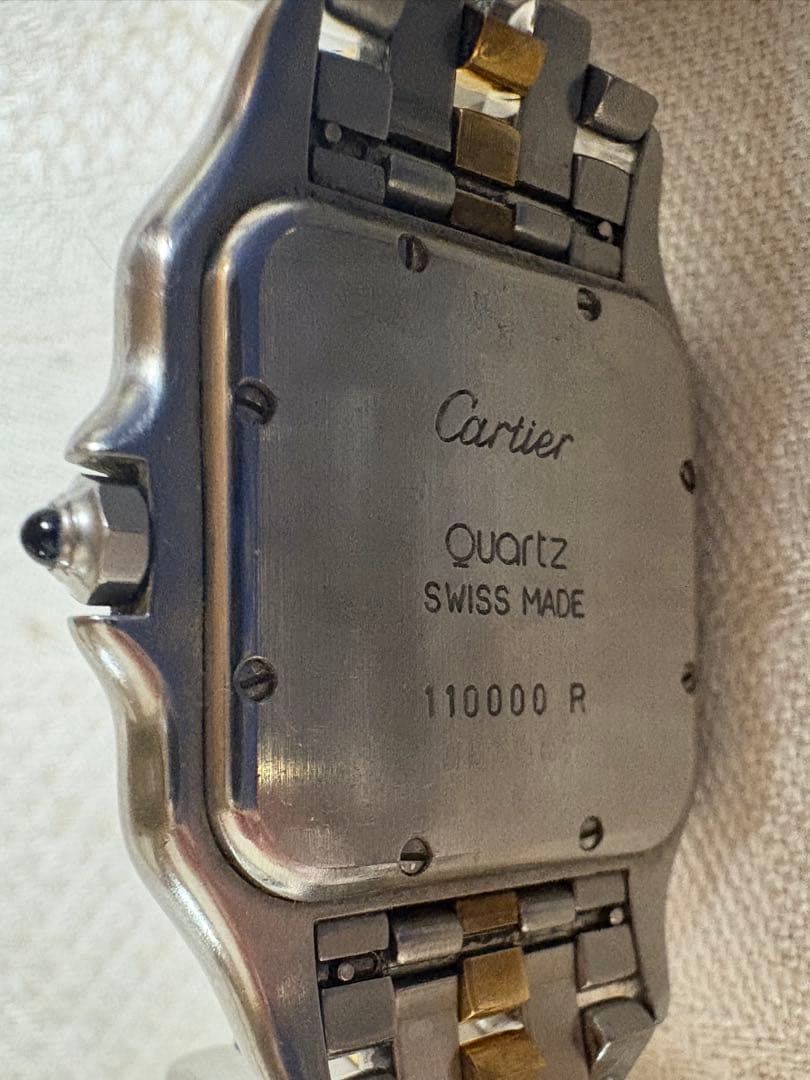 Cartier
Quartz
SWISS MADE
110000 R